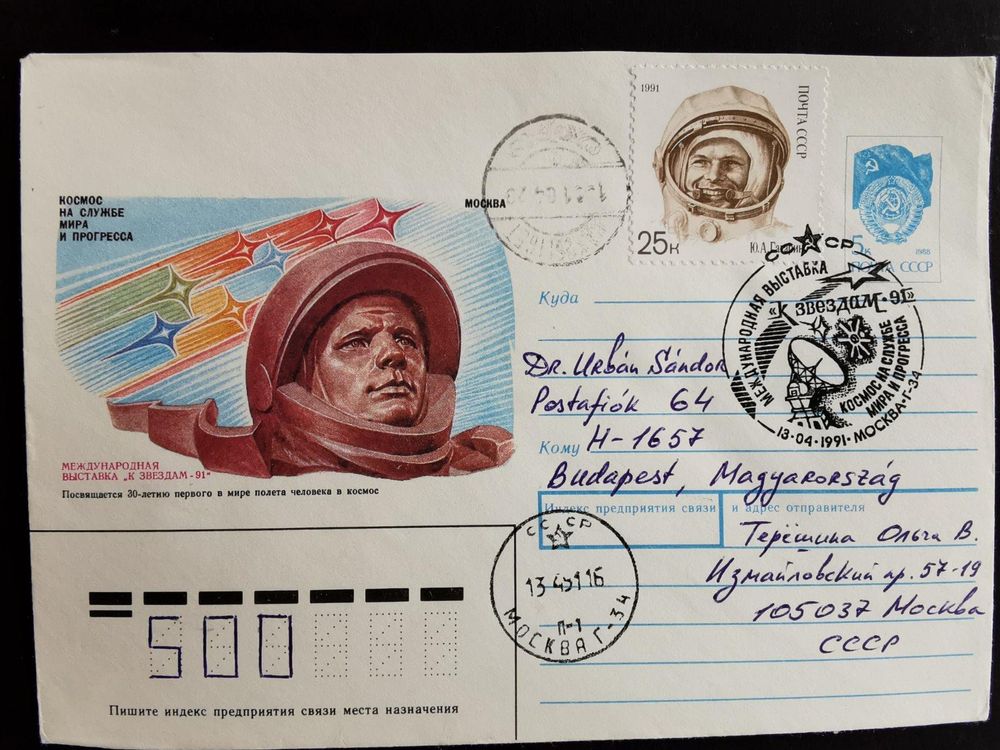 КОСМОС
НА СЛУЖБЕ
МИРА
И ПРОГРЕССА
МОСКВА
МЕЖДУНАРОДНАЯ
ВЫСТАВКА „К ЗВЕЗДАМ-91"
Посвящается 30-летию первого в мире полета человека в космос
1991
ПОЧТА СССР
25к
Ю.А.Гагарин
5к
1988
ПОЧТА СССР
СССР
МЕЖДУНАРОДНАЯ ВЫСТАВКА
«К ЗВЕЗДАМ-91»
КОСМОС НА СЛУЖБЕ
МИРА И ПРОГРЕССА
13·04·1991·МОСКВА·Г-34
Куда
Dr. Urbán Sándor
Postafiók 64
Кому
H-1657
Budapest, Magyarország
Индекс предприятия связи и адрес отправителя
Терёшина Ольга В.
Измайловский пр. 57-19
105037 Москва
СССР
СССР
13 4 91 16
П-1
МОСКВА Г-34
500
Пишите индекс предприятия связи места назначения